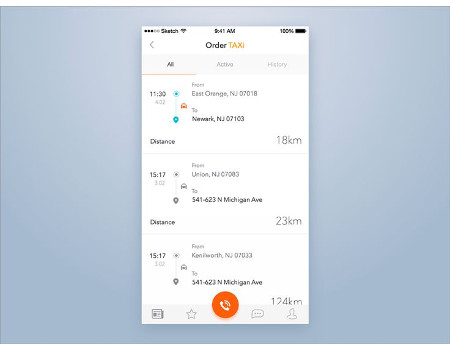 Sketch 9:41 AM 100%
Order TAXi
All Active History
From
11:30 East Orange, NJ 07018
4:02
To
Newark, NJ 07103
Distance 18km
From
15:17 Union, NJ 07083
3:02
To
541-623 N Michigan Ave
Distance 23km
From
15:17 Kenilworth, NJ 07033
3:02
To
541-623 N Michigan Ave
124km